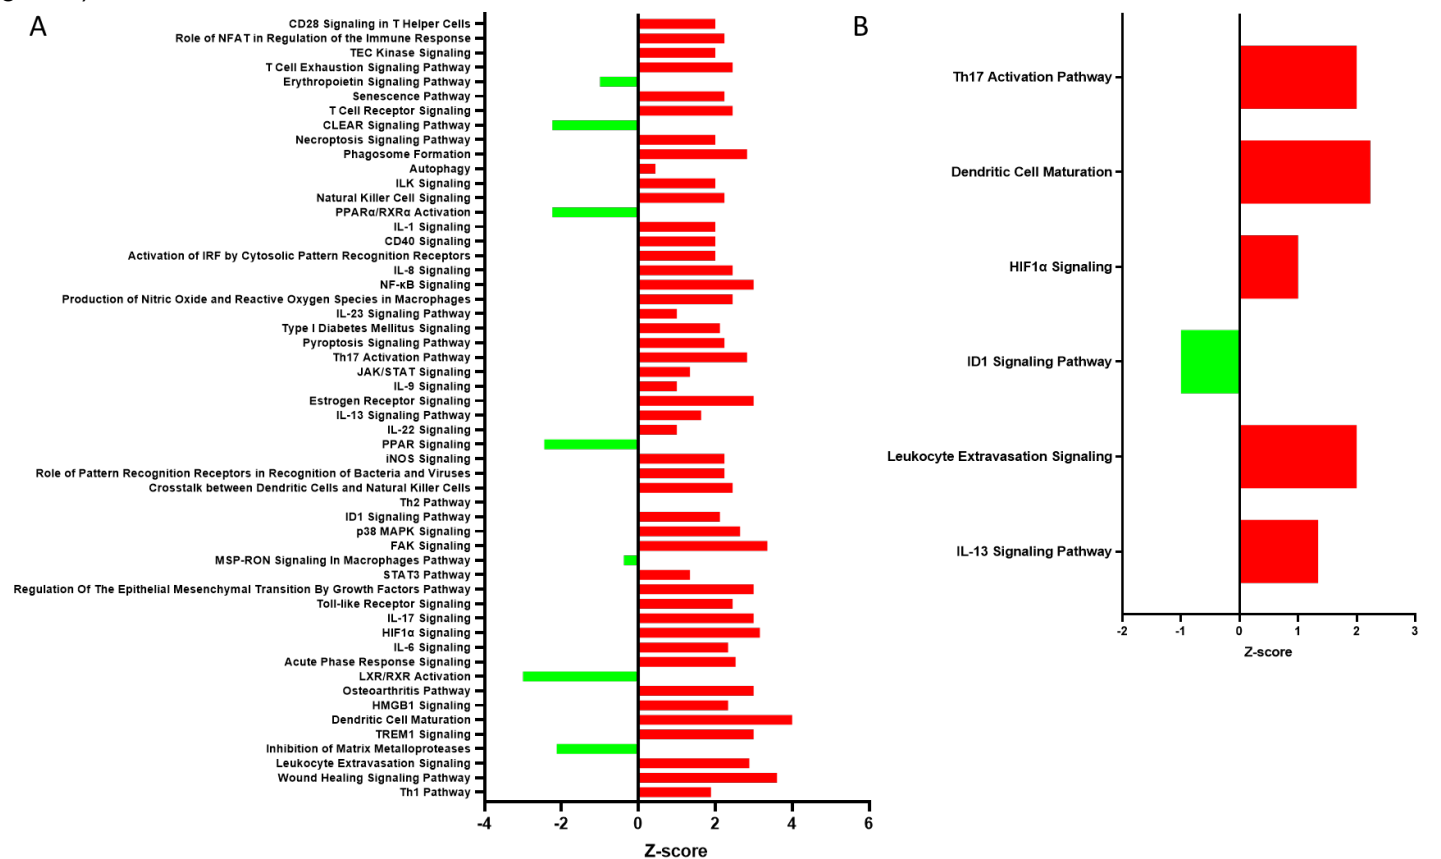 A
CD28 Signaling in T Helper Cells
Role of NFAT in Regulation of the Immune Response
TEC Kinase Signaling
T Cell Exhaustion Signaling Pathway
Erythropoietin Signaling Pathway
Senescence Pathway
T Cell Receptor Signaling
CLEAR Signaling Pathway
Necroptosis Signaling Pathway
Phagosome Formation
Autophagy
ILK Signaling
Natural Killer Cell Signaling
PPARα/RXRα Activation
IL-1 Signaling
CD40 Signaling
Activation of IRF by Cytosolic Pattern Recognition Receptors
IL-8 Signaling
NF-κB Signaling
Production of Nitric Oxide and Reactive Oxygen Species in Macrophages
IL-23 Signaling Pathway
Type I Diabetes Mellitus Signaling
Pyroptosis Signaling Pathway
Th17 Activation Pathway
JAK/STAT Signaling
IL-9 Signaling
Estrogen Receptor Signaling
IL-13 Signaling Pathway
IL-22 Signaling
PPAR Signaling
iNOS Signaling
Role of Pattern Recognition Receptors in Recognition of Bacteria and Viruses
Crosstalk between Dendritic Cells and Natural Killer Cells
Th2 Pathway
ID1 Signaling Pathway
p38 MAPK Signaling
FAK Signaling
MSP-RON Signaling In Macrophages Pathway
STAT3 Pathway
Regulation Of The Epithelial Mesenchymal Transition By Growth Factors Pathway
Toll-like Receptor Signaling
IL-17 Signaling
HIF1α Signaling
IL-6 Signaling
Acute Phase Response Signaling
LXR/RXR Activation
Osteoarthritis Pathway
HMGB1 Signaling
Dendritic Cell Maturation
TREM1 Signaling
Inhibition of Matrix Metalloproteases
Leukocyte Extravasation Signaling
Wound Healing Signaling Pathway
Th1 Pathway
-4 -2 0 2 4 6
Z-score
B
Th17 Activation Pathway
Dendritic Cell Maturation
HIF1α Signaling
ID1 Signaling Pathway
Leukocyte Extravasation Signaling
IL-13 Signaling Pathway
-2 -1 0 1 2 3
Z-score